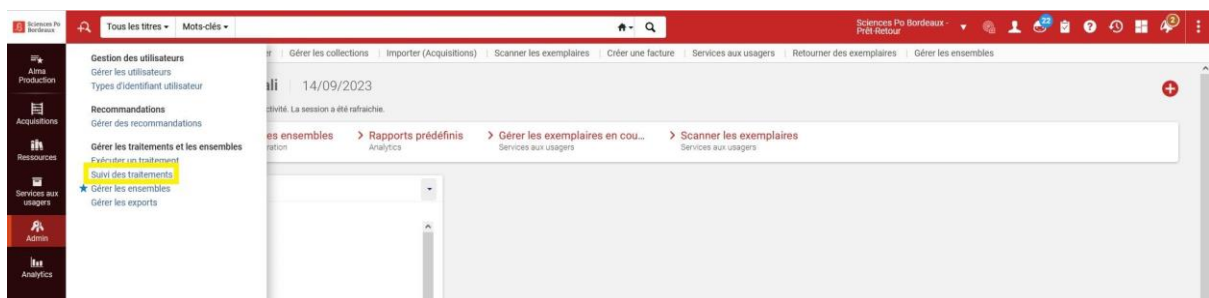 Sciences Po
Bordeaux
Tous les titres
Mots-clés
Sciences Po Bordeaux -
Prêt-Retour
22
2
Gérer les collections
Importer (Acquisitions)
Scanner les exemplaires
Créer une facture
Services aux usagers
Retourner des exemplaires
Gérer les ensembles
Alma
Production
Acquisitions
Ressources
Services aux
usagers
Admin
Analytics
Gestion des utilisateurs
Gérer les utilisateurs
Types d'identifiant utilisateur
Recommandations
Gérer des recommandations
Gérer les traitements et les ensembles
Exécuter un traitement
Suivi des traitements
Gérer les ensembles
Gérer les exports
ali
14/09/2023
ctivité. La session a été rafraichie.
es ensembles
ration
Rapports prédéfinis
Analytics
Gérer les exemplaires en cou...
Services aux usagers
Scanner les exemplaires
Services aux usagers